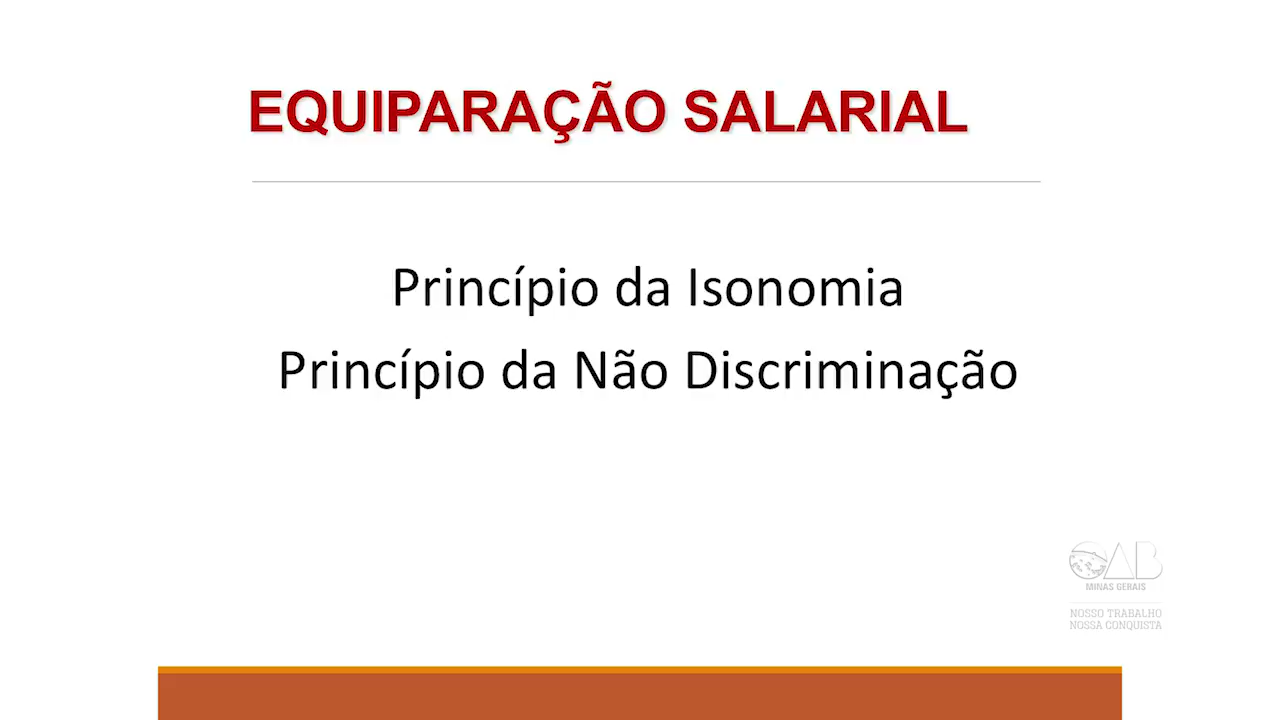 EQUIPARAÇÃO SALARIAL
Princípio da Isonomia
Princípio da Não Discriminação
OAB
MINAS GERAIS
NOSSO TRABALHO
NOSSA CONQUISTA